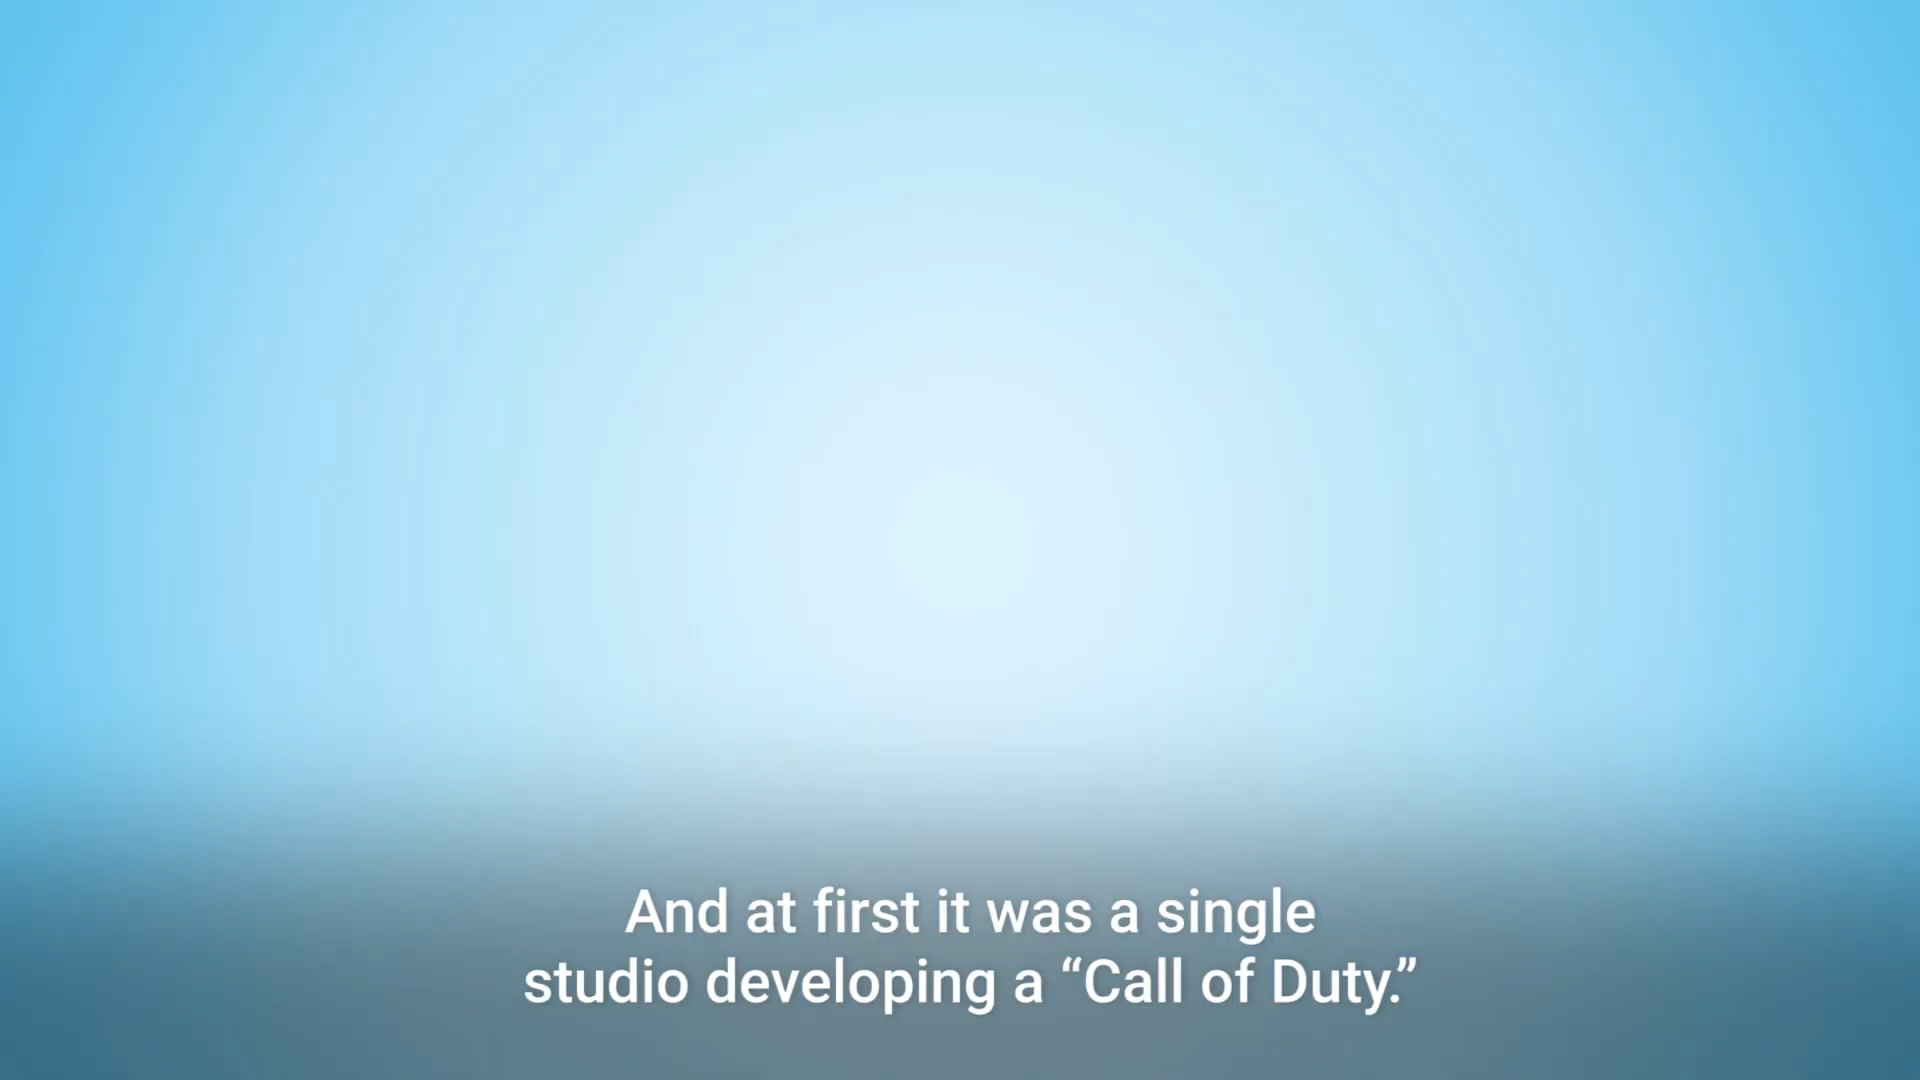 And at first it was a single
studio developing a “Call of Duty.”